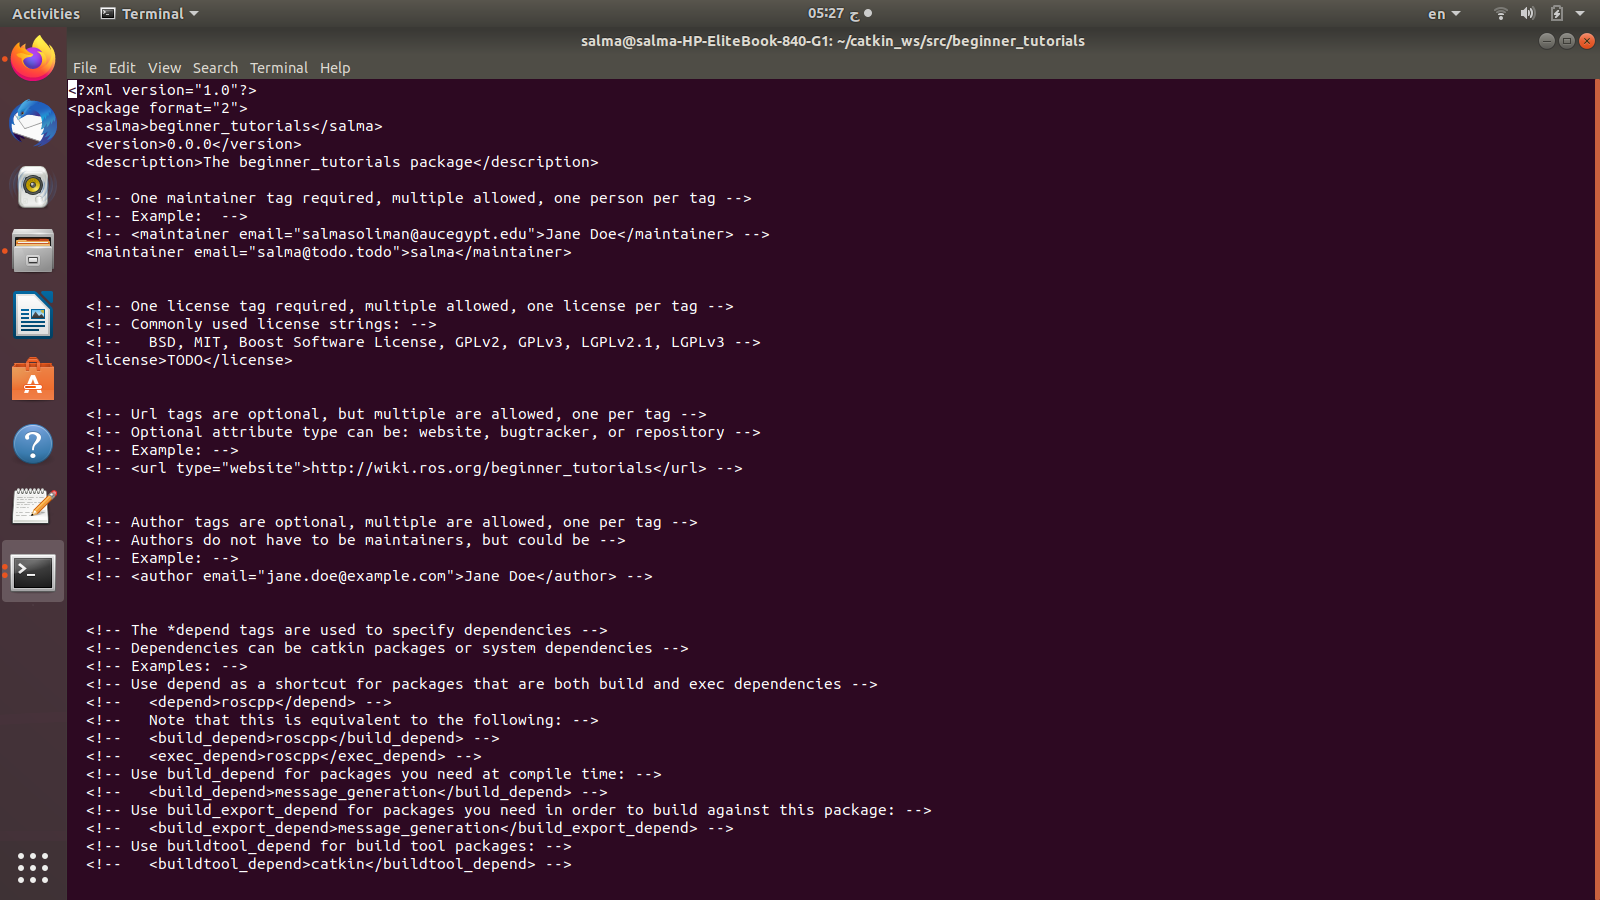 Activities Terminal 05:27 ح en
salma@salma-HP-EliteBook-840-G1: ~/catkin_ws/src/beginner_tutorials
File Edit View Search Terminal Help
<?xml version="1.0"?>
<package format="2">
  <salma>beginner_tutorials</salma>
  <version>0.0.0</version>
  <description>The beginner_tutorials package</description>
  <!-- One maintainer tag required, multiple allowed, one person per tag -->
  <!-- Example:  -->
  <!-- <maintainer email="salmasoliman@aucegypt.edu">Jane Doe</maintainer> -->
  <maintainer email="salma@todo.todo">salma</maintainer>
  <!-- One license tag required, multiple allowed, one license per tag -->
  <!-- Commonly used license strings: -->
  <!--   BSD, MIT, Boost Software License, GPLv2, GPLv3, LGPLv2.1, LGPLv3 -->
  <license>TODO</license>
  <!-- Url tags are optional, but multiple are allowed, one per tag -->
  <!-- Optional attribute type can be: website, bugtracker, or repository -->
  <!-- Example: -->
  <!-- <url type="website">http://wiki.ros.org/beginner_tutorials</url> -->
  <!-- Author tags are optional, multiple are allowed, one per tag -->
  <!-- Authors do not have to be maintainers, but could be -->
  <!-- Example: -->
  <!-- <author email="jane.doe@example.com">Jane Doe</author> -->
  <!-- The *depend tags are used to specify dependencies -->
  <!-- Dependencies can be catkin packages or system dependencies -->
  <!-- Examples: -->
  <!-- Use depend as a shortcut for packages that are both build and exec dependencies -->
  <!--   <depend>roscpp</depend> -->
  <!--   Note that this is equivalent to the following: -->
  <!--   <build_depend>roscpp</build_depend> -->
  <!--   <exec_depend>roscpp</exec_depend> -->
  <!-- Use build_depend for packages you need at compile time: -->
  <!--   <build_depend>message_generation</build_depend> -->
  <!-- Use build_export_depend for packages you need in order to build against this package: -->
  <!--   <build_export_depend>message_generation</build_export_depend> -->
  <!-- Use buildtool_depend for build tool packages: -->
  <!--   <buildtool_depend>catkin</buildtool_depend> -->